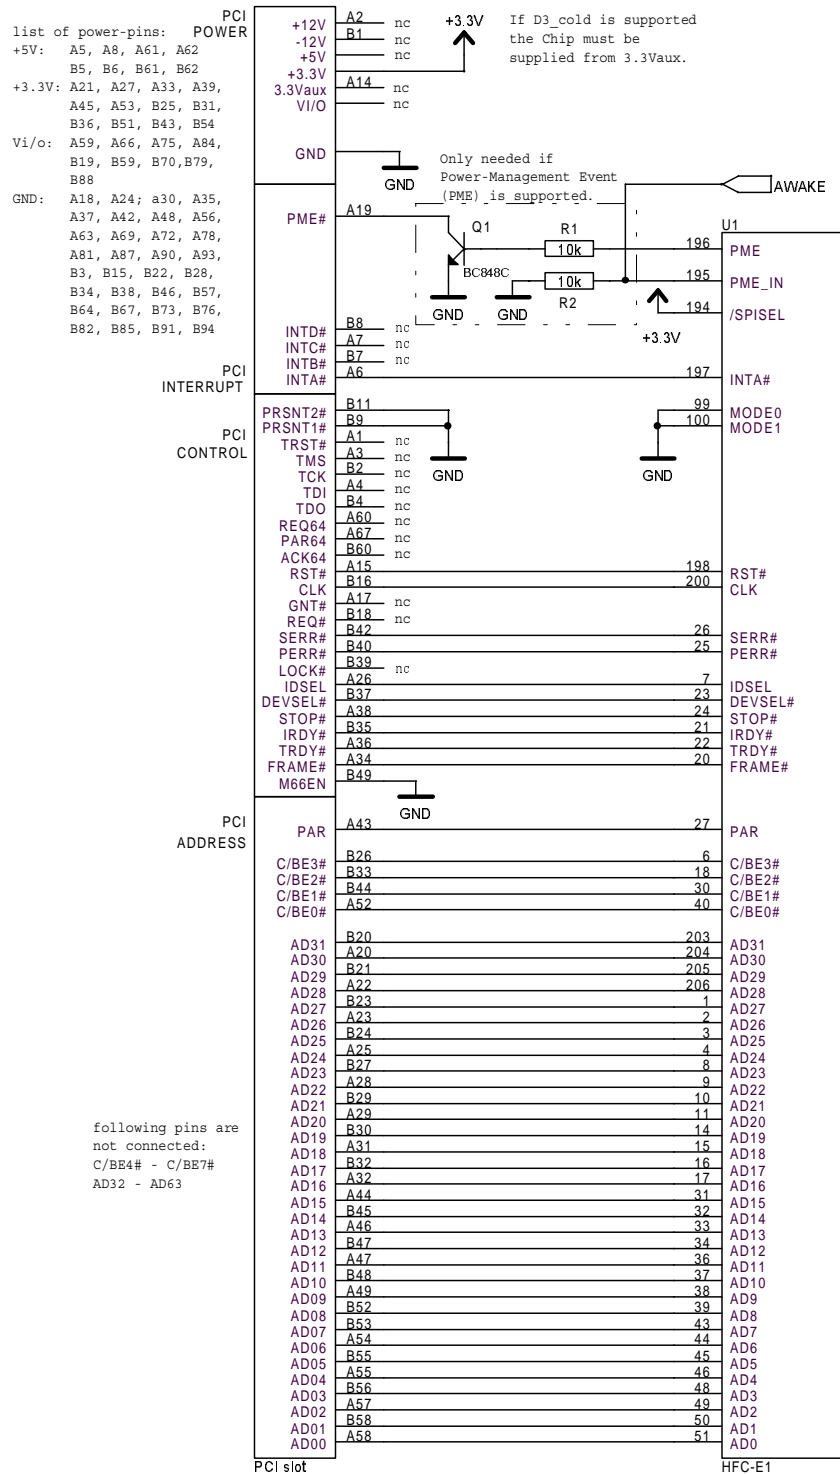 list of power-pins:
+5V: A5, A8, A61, A62
B5, B6, B61, B62
+3.3V: A21, A27, A33, A39,
A45, A53, B25, B31,
B36, B51, B43, B54
Vi/o: A59, A66, A75, A84,
B19, B59, B70,B79,
B88
GND: A18, A24; a30, A35,
A37, A42, A48, A56,
A63, A69, A72, A78,
A81, A87, A90, A93,
B3, B15, B22, B28,
B34, B38, B46, B57,
B64, B67, B73, B76,
B82, B85, B91, B94
PCI
POWER
+12V A2 nc
-12V B1 nc
+5V nc
+3.3V
3.3Vaux A14 nc
VI/O nc
GND
GND
+3.3V
If D3_cold is supported
the Chip must be
supplied from 3.3Vaux.
Only needed if
Power-Management Event
(PME) is supported.
AWAKE
U1
PME# A19
Q1
BC848C
R1
10k
10k
R2
GND
GND
196 PME
195 PME_IN
194 /SPISEL
+3.3V
PCI
INTERRUPT
INTD# B8 nc
INTC# A7 nc
INTB# B7 nc
INTA# A6 197 INTA#
PCI
CONTROL
PRSNT2# B11 99 MODE0
PRSNT1# B9 100 MODE1
GND
GND
TRST# A1 nc
TMS A3 nc
TCK B2 nc
TDI A4 nc
TDO B4 nc
REQ64 A60 nc
PAR64 A67 nc
ACK64 B60 nc
RST# A15 198 RST#
CLK B16 200 CLK
GNT# A17 nc
REQ# B18 nc
SERR# B42 26 SERR#
PERR# B40 25 PERR#
LOCK# B39 nc
IDSEL A26 7 IDSEL
DEVSEL# B37 23 DEVSEL#
STOP# A38 24 STOP#
IRDY# B35 21 IRDY#
TRDY# A36 22 TRDY#
FRAME# A34 20 FRAME#
M66EN B49
GND
PCI
ADDRESS
PAR A43 27 PAR
C/BE3# B26 6 C/BE3#
C/BE2# B33 18 C/BE2#
C/BE1# B44 30 C/BE1#
C/BE0# A52 40 C/BE0#
AD31 B20 203 AD31
AD30 A20 204 AD30
AD29 B21 205 AD29
AD28 A22 206 AD28
AD27 B23 1 AD27
AD26 A23 2 AD26
AD25 B24 3 AD25
AD24 A25 4 AD24
AD23 B27 8 AD23
AD22 A28 9 AD22
AD21 B29 10 AD21
AD20 A29 11 AD20
AD19 B30 14 AD19
AD18 A31 15 AD18
AD17 B32 16 AD17
AD16 A32 17 AD16
AD15 A44 31 AD15
AD14 B45 32 AD14
AD13 A46 33 AD13
AD12 B47 34 AD12
AD11 A47 36 AD11
AD10 B48 37 AD10
AD09 A49 38 AD9
AD08 B52 39 AD8
AD07 B53 43 AD7
AD06 A54 44 AD6
AD05 B55 45 AD5
AD04 A55 46 AD4
AD03 B56 48 AD3
AD02 A57 49 AD2
AD01 B58 50 AD1
AD00 A58 51 AD0
following pins are
not connected:
C/BE4# - C/BE7#
AD32 - AD63
PCI slot
HFC-E1